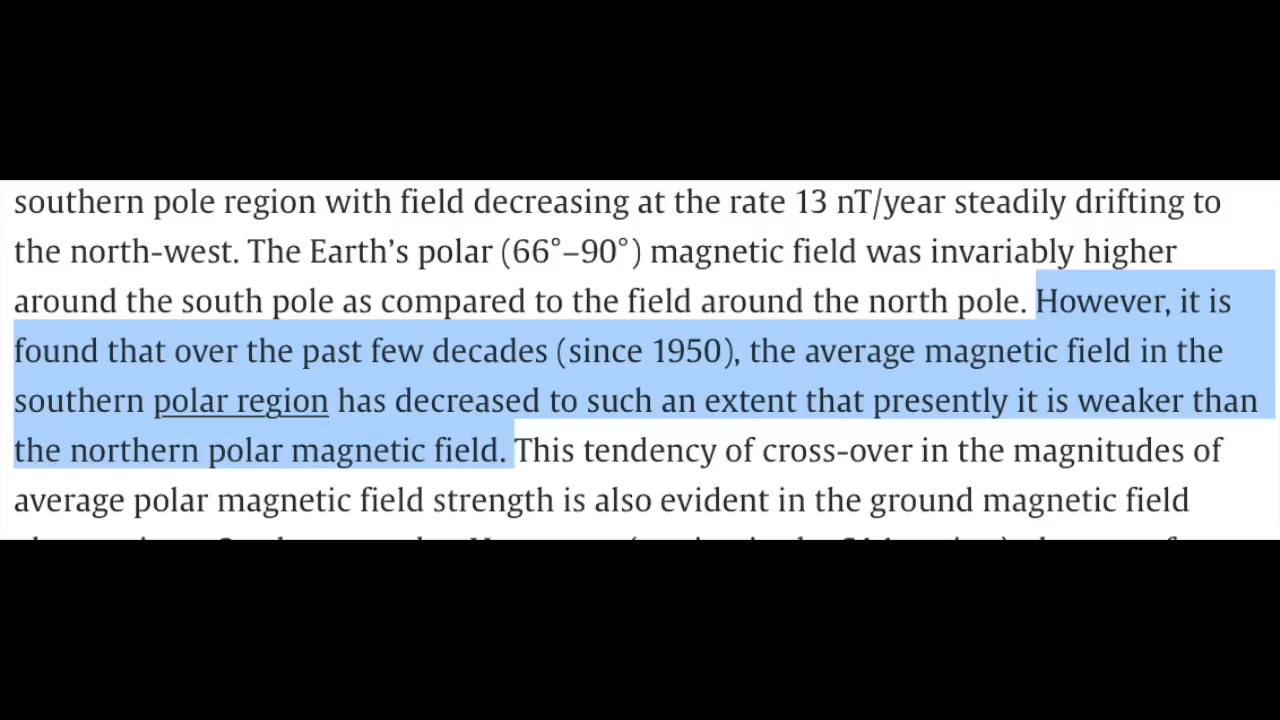 southern pole region with field decreasing at the rate 13 nT/year steadily drifting to
the north-west. The Earth's polar (66°–90°) magnetic field was invariably higher
around the south pole as compared to the field around the north pole. However, it is
found that over the past few decades (since 1950), the average magnetic field in the
southern polar region has decreased to such an extent that presently it is weaker than
the northern polar magnetic field. This tendency of cross-over in the magnitudes of
average polar magnetic field strength is also evident in the ground magnetic field